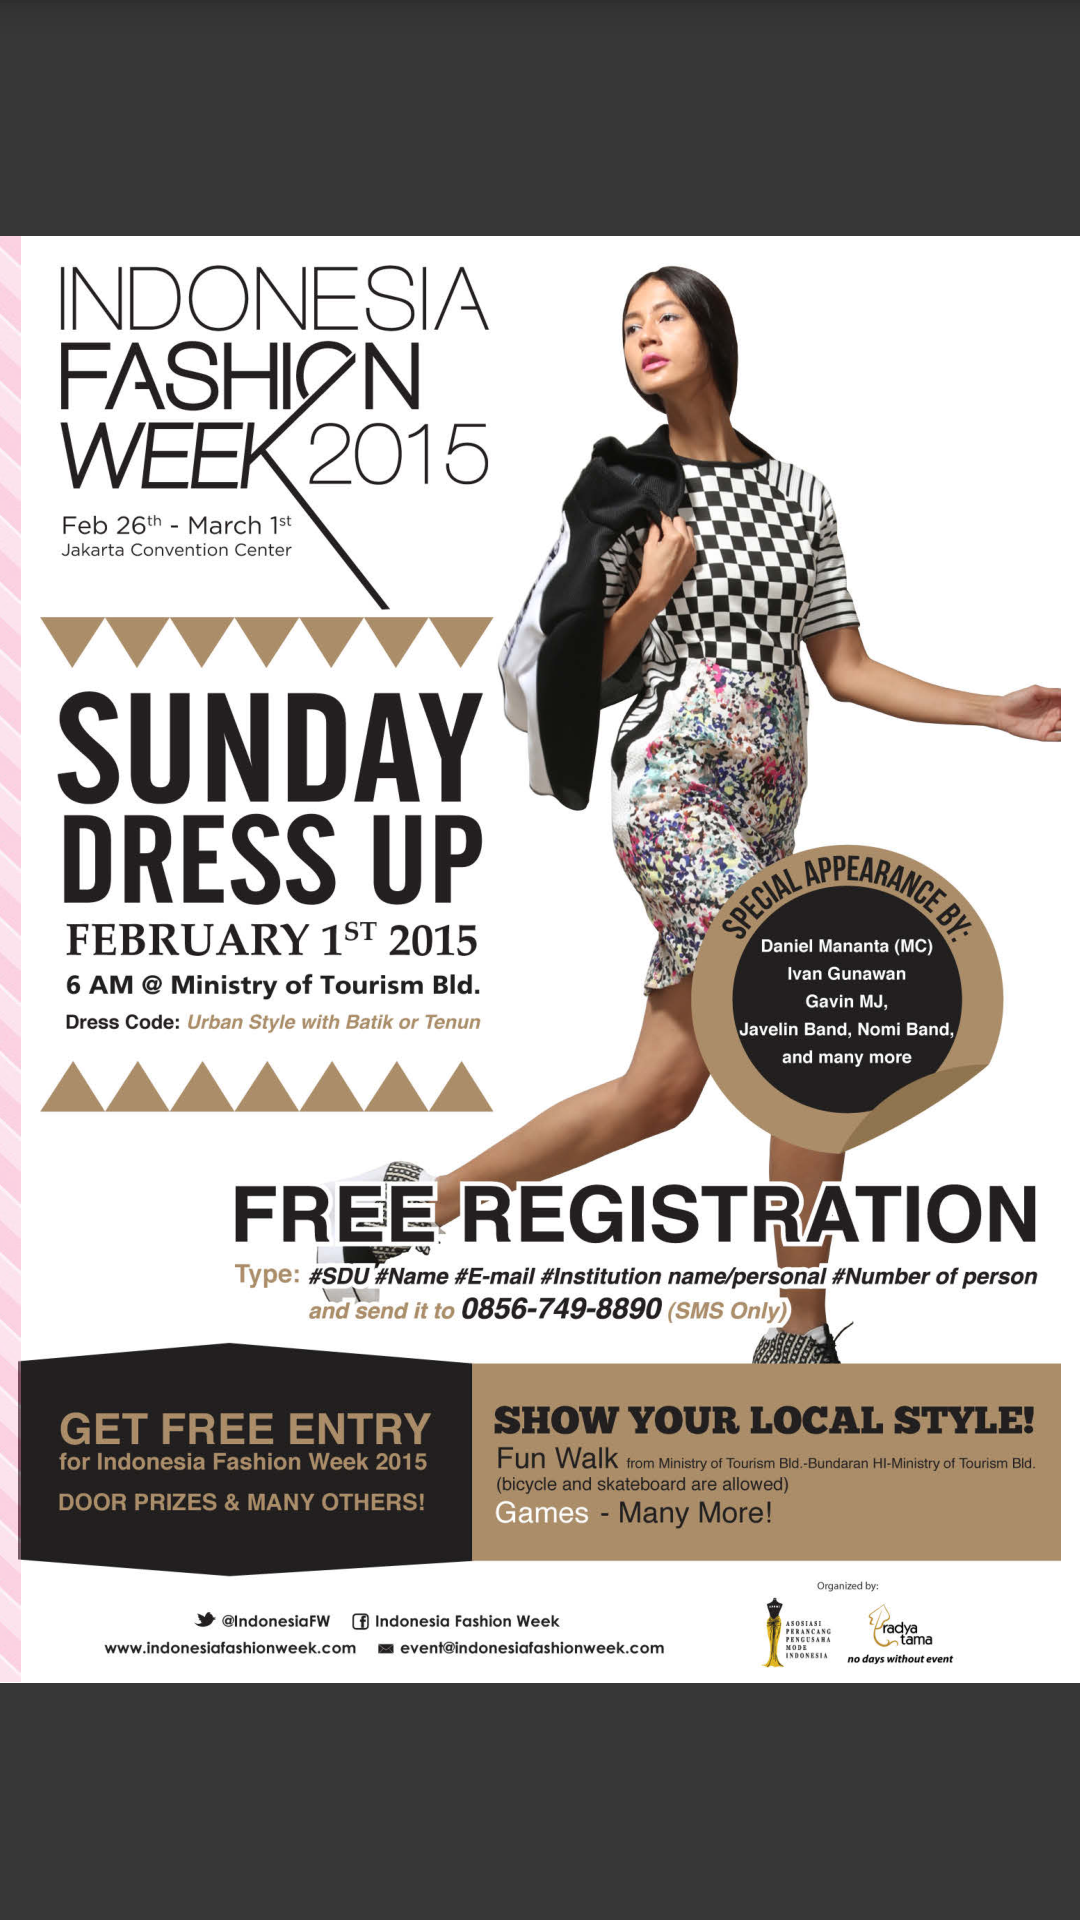 INDONESIA
FASHION
WEEK 2015
Feb 26th - March 1st
Jakarta Convention Center
SUNDAY
DRESS UP
FEBRUARY 1ST 2015
6 AM @ Ministry of Tourism Bld.
Dress Code: Urban Style with Batik or Tenun
SPECIAL APPEARANCE BY:
Daniel Mananta (MC)
Ivan Gunawan
Gavin MJ,
Javelin Band, Nomi Band,
and many more
FREE REGISTRATION
Type: #SDU #Name #E-mail #Institution name/personal #Number of person
and send it to 0856-749-8890 (SMS Only)
GET FREE ENTRY
for Indonesia Fashion Week 2015
DOOR PRIZES & MANY OTHERS!
SHOW YOUR LOCAL STYLE!
Fun Walk from Ministry of Tourism Bld.-Bundaran HI-Ministry of Tourism Bld.
(bicycle and skateboard are allowed)
Games - Many More!
@IndonesiaFW Indonesia Fashion Week
www.indonesiafashionweek.com event@indonesiafashionweek.com
Organized by:
ASOSIASI
PERANCANG
PENGUSAHA
MODE
INDONESIA
radya
tama
no days without event